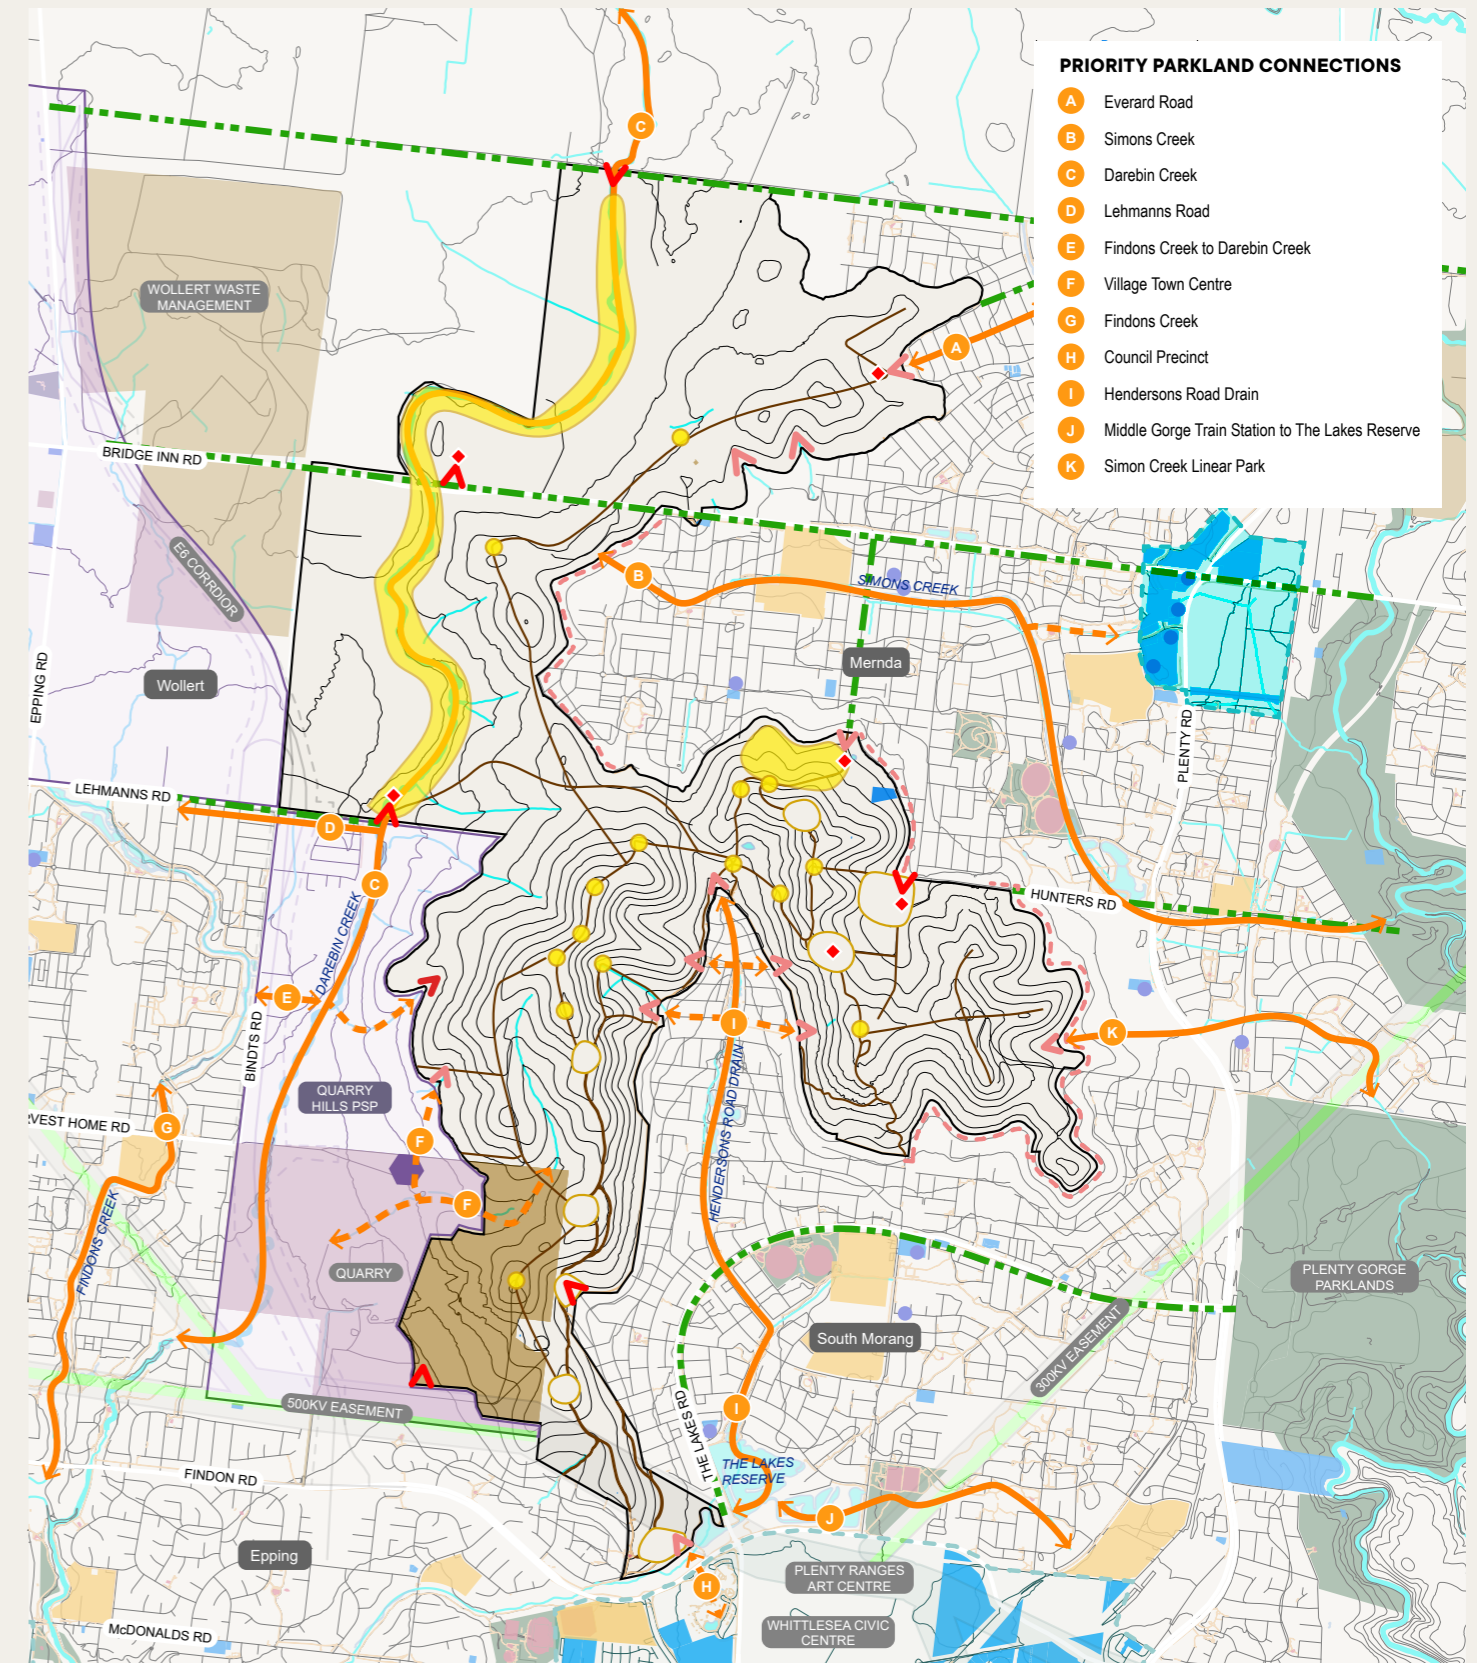 PRIORITY PARKLAND CONNECTIONS
A Everard Road
B Simons Creek
C Darebin Creek
D Lehmanns Road
E Findons Creek to Darebin Creek
F Village Town Centre
G Findons Creek
H Council Precinct
I Hendersons Road Drain
J Middle Gorge Train Station to The Lakes Reserve
K Simon Creek Linear Park
C
WOLLERT WASTE
MANAGEMENT
A
BRIDGE INN RD
E6 CORRDIOR
B
SIMONS CREEK
Mernda
EPPING RD
Wollert
PLENTY RD
LEHMANNS RD
D
C
HUNTERS RD
DAREBIN CREEK
E
I
K
BINDTS RD
HENDERSONS ROAD DRAIN
QUARRY
HILLS PSP
VEST HOME RD
G
F
F
FINDONS CREEK
QUARRY
PLENTY GORGE
PARKLANDS
South Morang
300KV EASEMENT
500KV EASEMENT
THE LAKES RD
I
THE LAKES
RESERVE
FINDON RD
J
Epping
H
PLENTY RANGES
ART CENTRE
McDONALDS RD
WHITTLESEA CIVIC
CENTRE